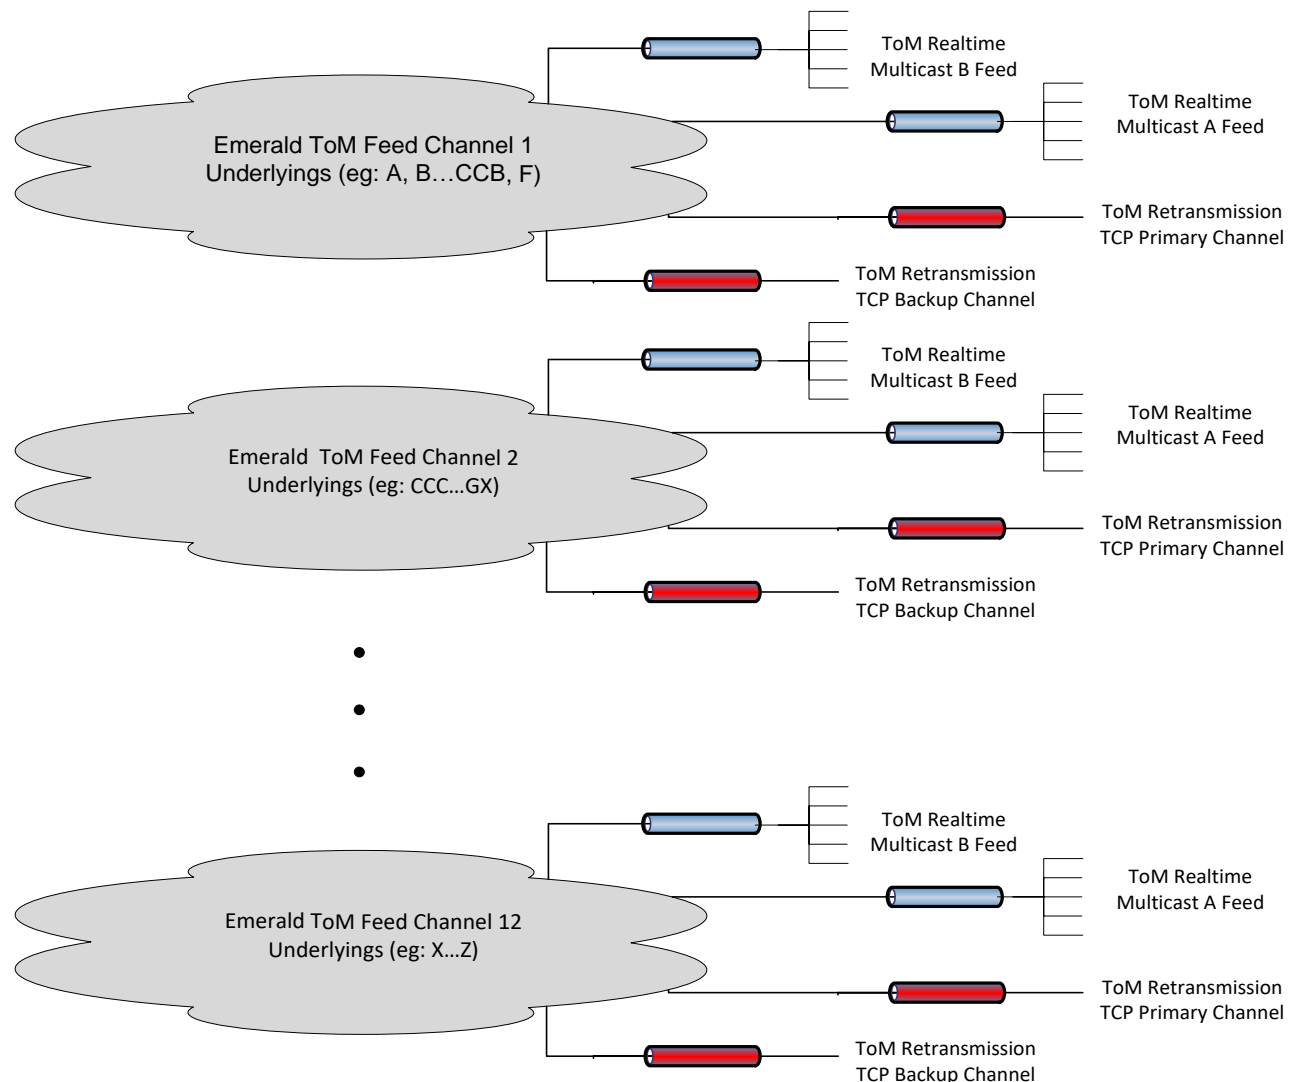 ToM Realtime
Multicast B Feed
ToM Realtime
Multicast A Feed
Emerald ToM Feed Channel 1
Underlyings (eg: A, B…CCB, F)
ToM Retransmission
TCP Primary Channel
ToM Retransmission
TCP Backup Channel
ToM Realtime
Multicast B Feed
ToM Realtime
Multicast A Feed
Emerald ToM Feed Channel 2
Underlyings (eg: CCC…GX)
ToM Retransmission
TCP Primary Channel
ToM Retransmission
TCP Backup Channel
ToM Realtime
Multicast B Feed
ToM Realtime
Multicast A Feed
Emerald ToM Feed Channel 12
Underlyings (eg: X…Z)
ToM Retransmission
TCP Primary Channel
ToM Retransmission
TCP Backup Channel